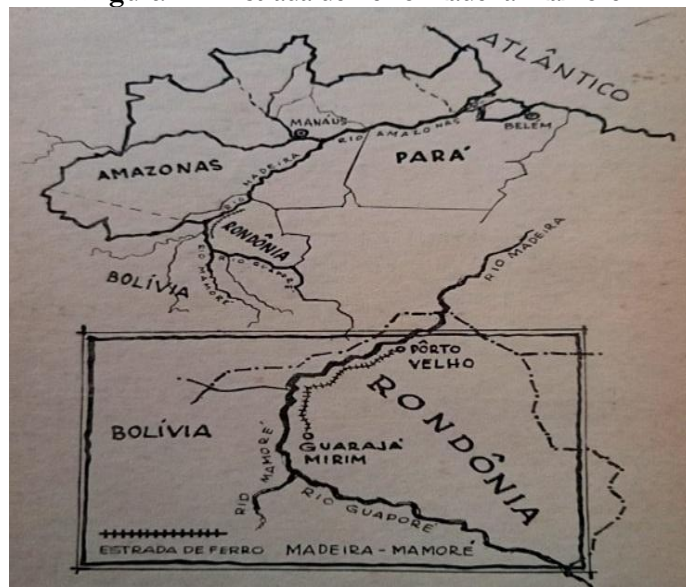 ATLÂNTICO
MANÁUS
RIO AMAZONAS
BELÉM
AMAZONAS
RIO MADEIRA
PARÁ
RONDÔNIA
BOLÍVIA
RIO MAMORÉ
RIO GUAPORÉ
RIO MADEIRA
PÔRTO
VELHO
RONDÔNIA
BOLÍVIA
GUARAJÁ
MIRIM
RIO MAMORÉ
RIO GUAPORÉ
ESTRADA DE FERRO MADEIRA-MAMORÉ